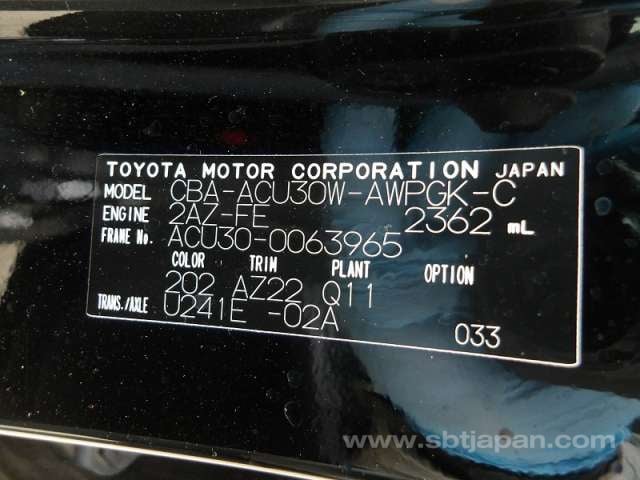 TOYOTA MOTOR CORPORATION JAPAN
MODEL CBA-ACU30W-AWPGK-C
ENGINE 2AZ-FE 2362 mL
FRAME No. ACU30-0063965
COLOR TRIM PLANT OPTION
202 AZ22 Q11
TRANS./AXLE U241E -02A
033
www.sbtjapan.com